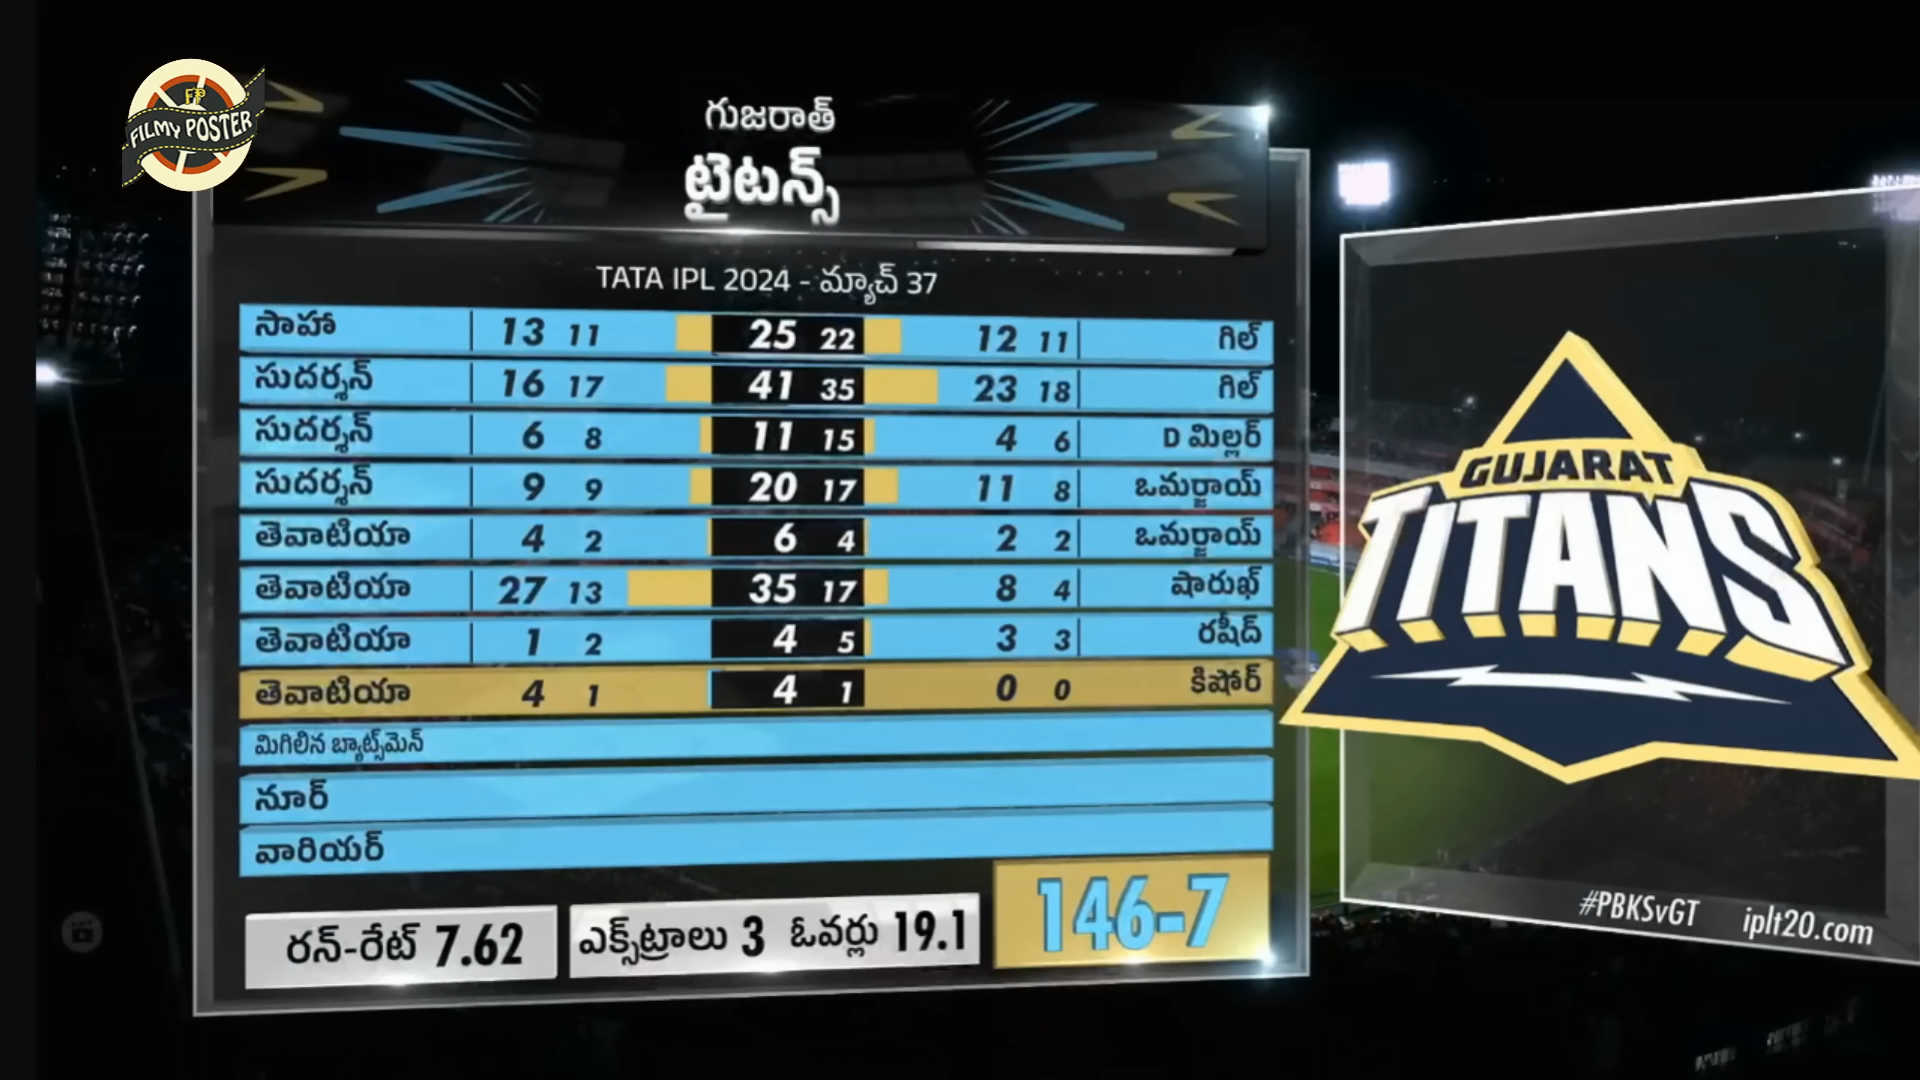 FP
FILMY POSTER
గుజరాత్
టైటన్స్
TATA IPL 2024 - మ్యాచ్ 37
సాహా 13 11 25 22 12 11 గిల్
సుదర్శన్ 16 17 41 35 23 18 గిల్
సుదర్శన్ 6 8 11 15 4 6 D మిల్లర్
సుదర్శన్ 9 9 20 17 11 8 ఒమర్జాయ్
తెవాటియా 4 2 6 4 2 2 ఒమర్జాయ్
తెవాటియా 27 13 35 17 8 4 షారుఖ్
తెవాటియా 1 2 4 5 3 3 రషీద్
తెవాటియా 4 1 4 1 0 0 కిషోర్
మిగిలిన బ్యాట్స్‌మెన్
నూర్
వారియర్
రన్-రేట్ 7.62 ఎక్స్‌ట్రాలు 3 ఓవర్లు 19.1 146-7
GUJARAT
TITANS
#PBKSvGT iplt20.com